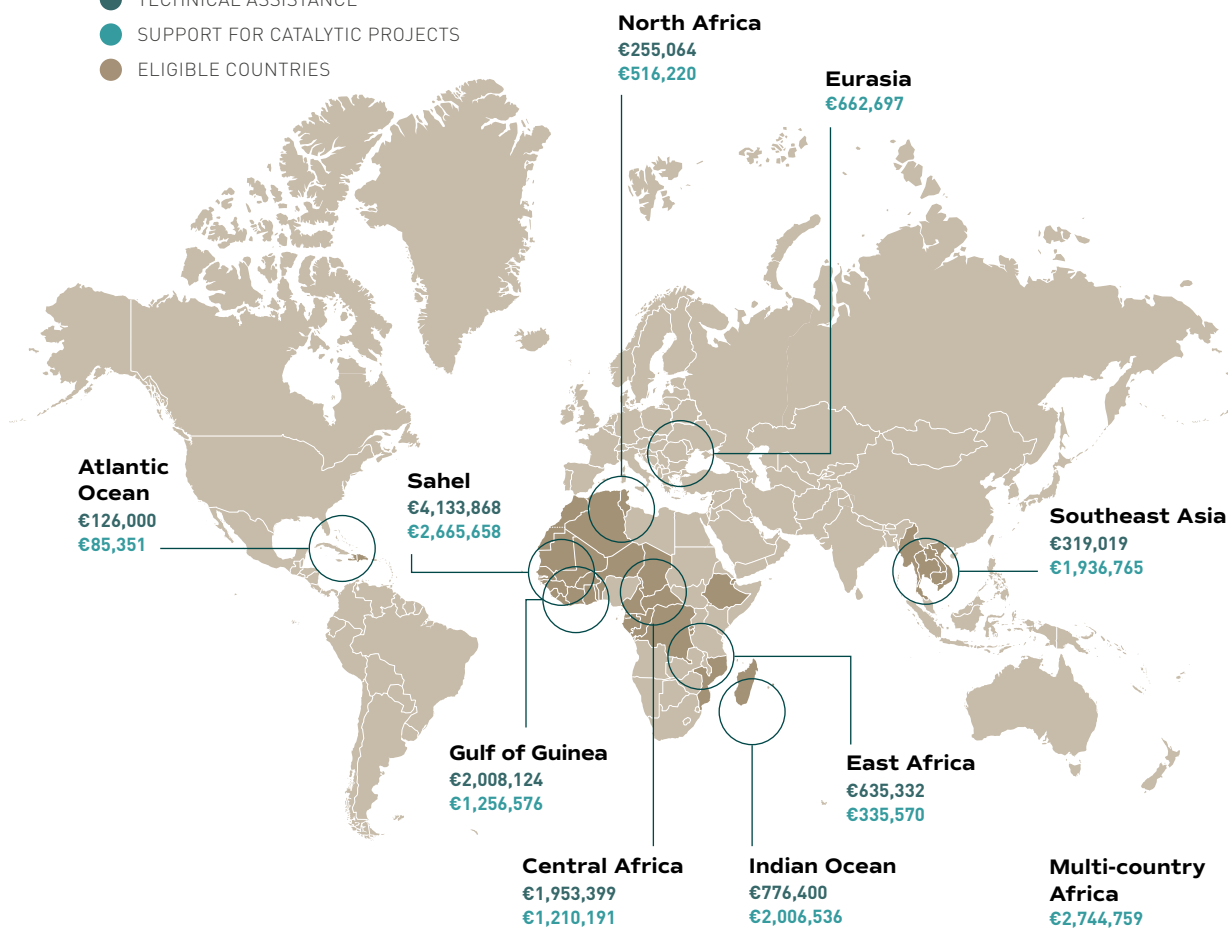 TECHNICAL ASSISTANCE
SUPPORT FOR CATALYTIC PROJECTS
ELIGIBLE COUNTRIES
North Africa
€255,064
€516,220
Eurasia
€662,697
Atlantic
Ocean
€126,000
€85,351
Sahel
€4,133,868
€2,665,658
Southeast Asia
€319,019
€1,936,765
Gulf of Guinea
€2,008,124
€1,256,576
East Africa
€635,332
€335,570
Central Africa
€1,953,399
€1,210,191
Indian Ocean
€776,400
€2,006,536
Multi-country
Africa
€2,744,759